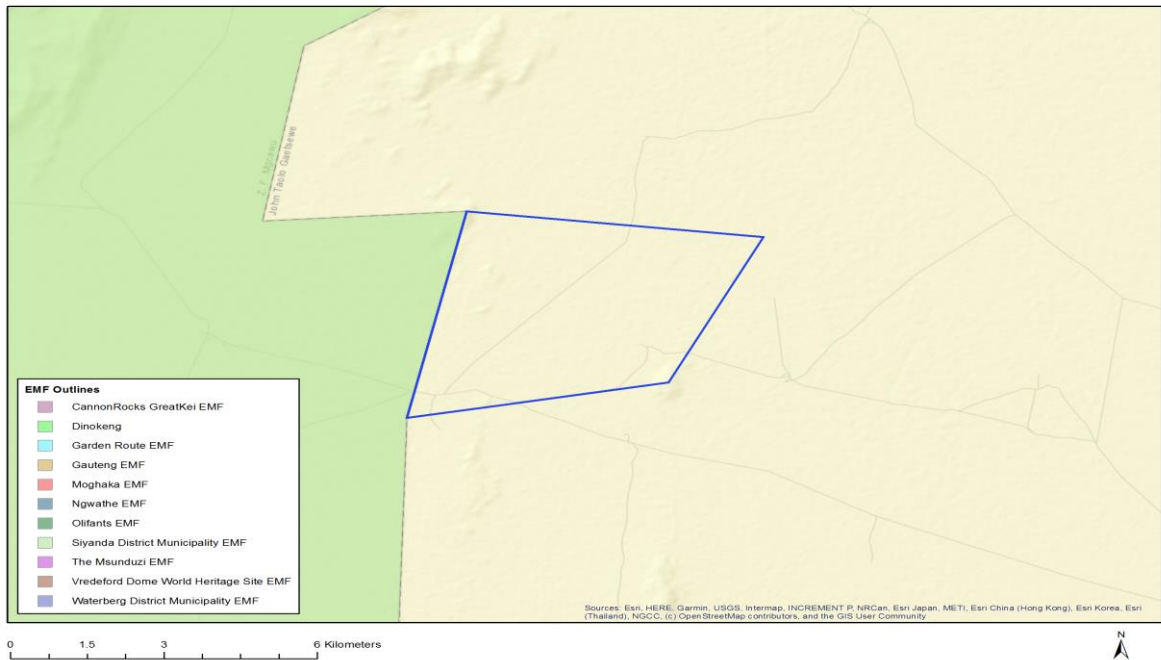 Z. F. Mgcawu
John Taolo Gaetsewe
EMF Outlines
CannonRocks GreatKei EMF
Dinokeng
Garden Route EMF
Gauteng EMF
Moghaka EMF
Ngwathe EMF
Olifants EMF
Siyanda District Municipality EMF
The Msunduzi EMF
Vredeford Dome World Heritage Site EMF
Waterberg District Municipality EMF
Sources: Esri, HERE, Garmin, USGS, Intermap, INCREMENT P, NRCan, Esri Japan, METI, Esri China (Hong Kong), Esri Korea, Esri
(Thailand), NGCC, (c) OpenStreetMap contributors, and the GIS User Community
0 1.5 3 6 Kilometers
N